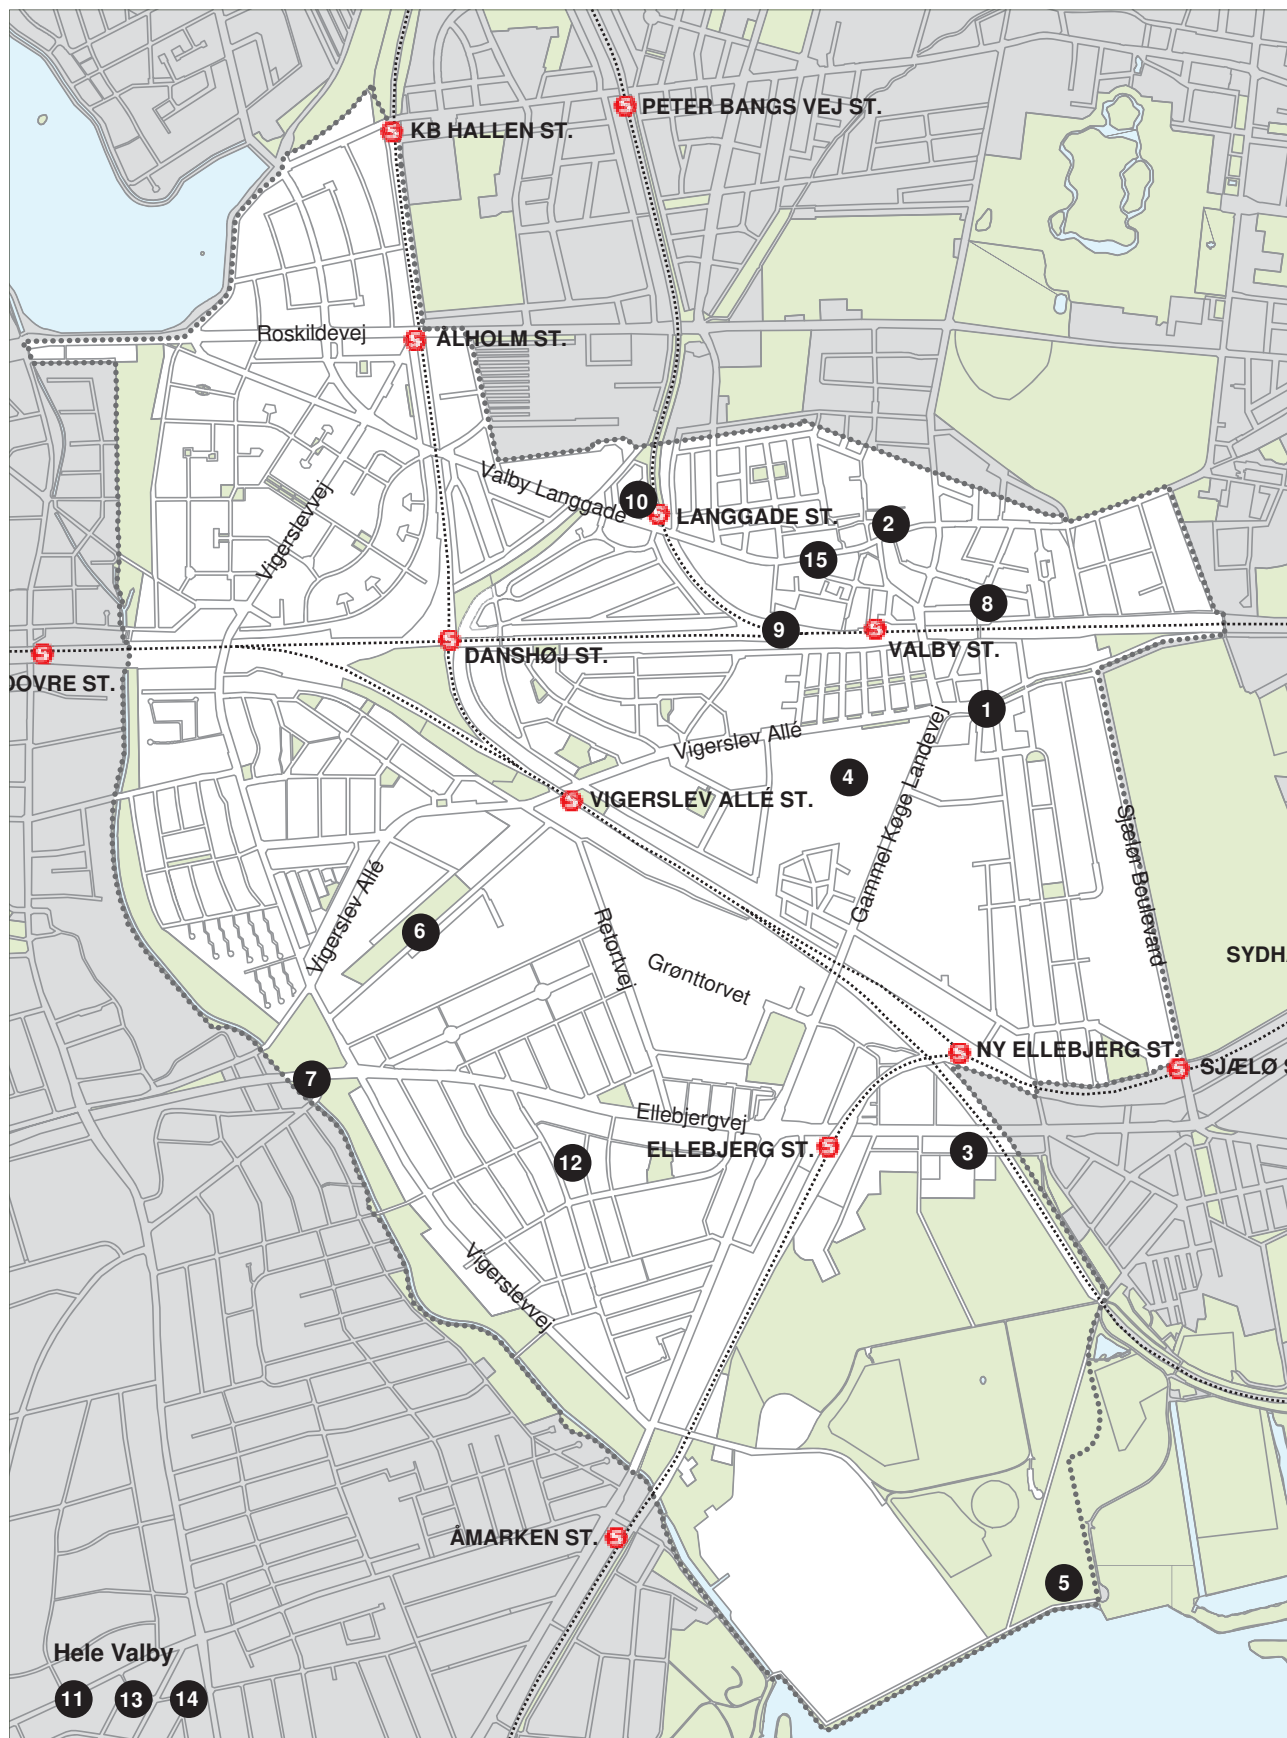 PETER BANGS VEJ ST.
KB HALLEN ST.
Roskildevej
ALHOLM ST.
Valby Langgade
10
LANGGADE ST.
2
Vigerslevvej
15
8
9
VALBY ST.
DANSHØJ ST.
DOVRE ST.
1
Vigerslev Allé
4
Gammel Køge Landevej
VIGERSLEV ALLÉ ST.
Sjælør Boulevard
Vigerslev Allé
6
Retortvej
Grønttorvet
SYDH
NY ELLEBJERG ST.
SJÆLØ S
7
Ellebjergvej
ELLEBJERG ST.
3
12
Vigerslevvej
ÅMARKEN ST.
5
Hele Valby
11 13 14